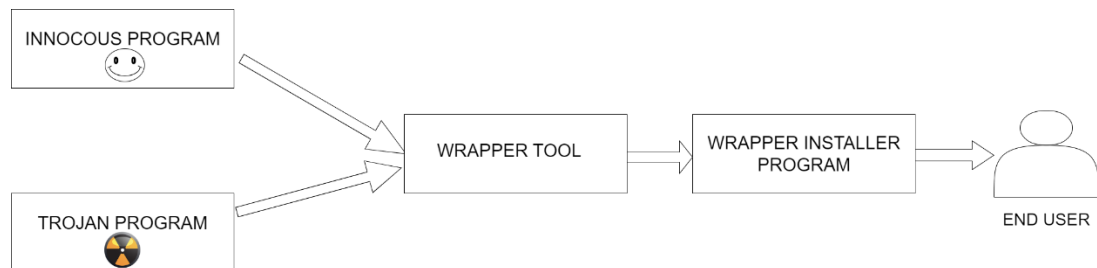 INNOCOUS PROGRAM
TROJAN PROGRAM
WRAPPER TOOL
WRAPPER INSTALLER
PROGRAM
END USER